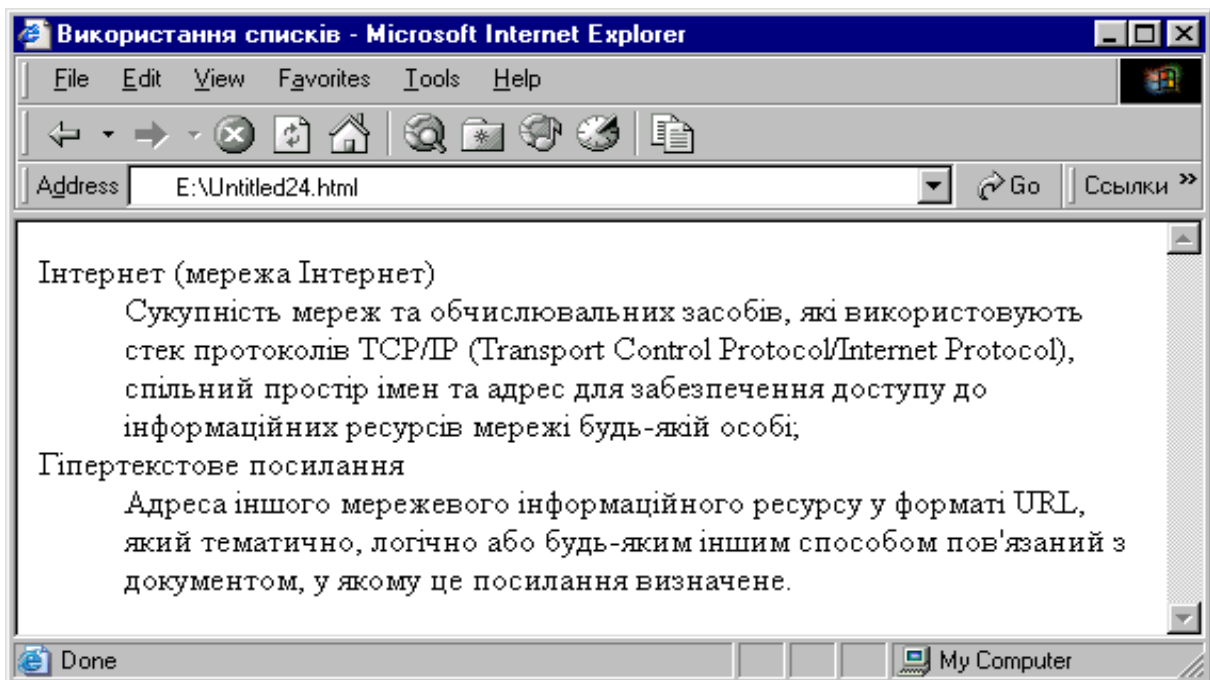 Використання списків - Microsoft Internet Explorer
File Edit View Favorites Tools Help
Address E:\Untitled24.html Go Ссылки »
Інтернет (мережа Інтернет)
Сукупність мереж та обчислювальних засобів, які використовують
стек протоколів TCP/IP (Transport Control Protocol/Internet Protocol),
спільний простір імен та адрес для забезпечення доступу до
інформаційних ресурсів мережі будь-якій особі;
Гіпертекстове посилання
Адреса іншого мережевого інформаційного ресурсу у форматі URL,
який тематично, логічно або будь-яким іншим способом пов'язаний з
документом, у якому це посилання визначене.
Done My Computer